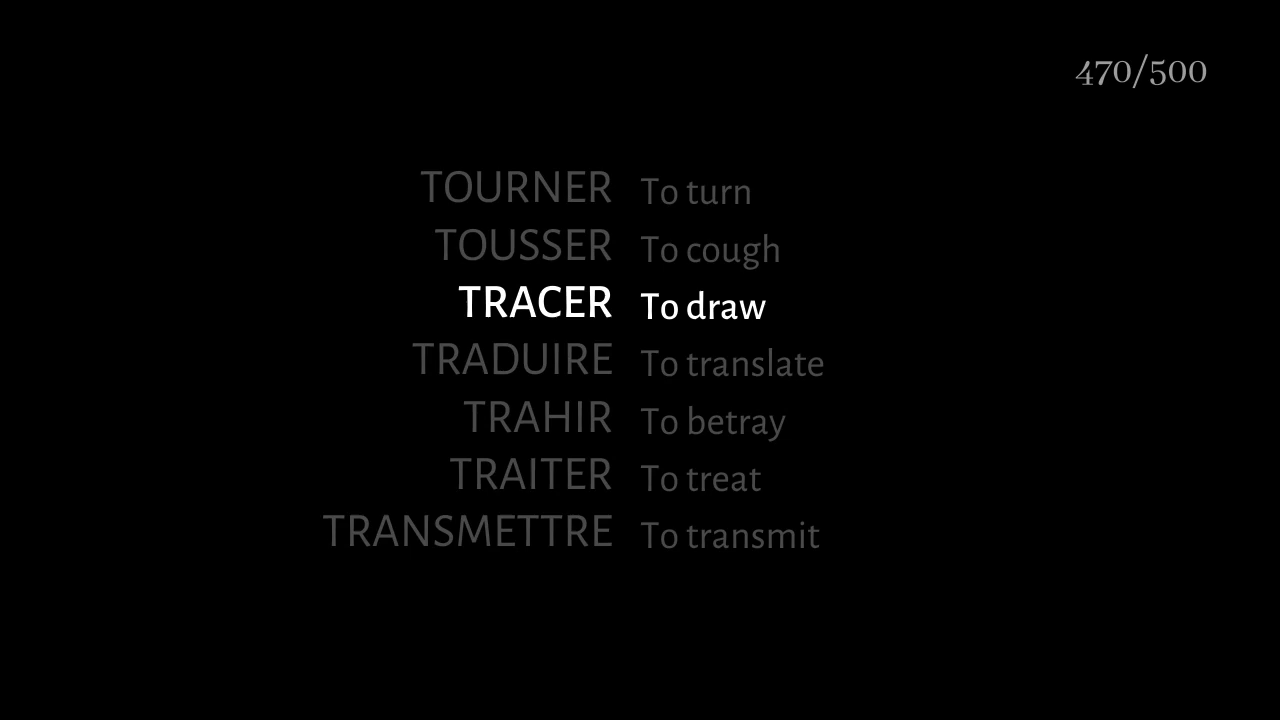 470/500
TOURNER To turn
TOUSSER To cough
TRACER To draw
TRADUIRE To translate
TRAHIR To betray
TRAITER To treat
TRANSMETTRE To transmit